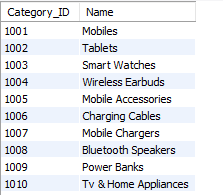 Category_ID Name
1001 Mobiles
1002 Tablets
1003 Smart Watches
1004 Wireless Earbuds
1005 Mobile Accessories
1006 Charging Cables
1007 Mobile Chargers
1008 Bluetooth Speakers
1009 Power Banks
1010 Tv & Home Appliances